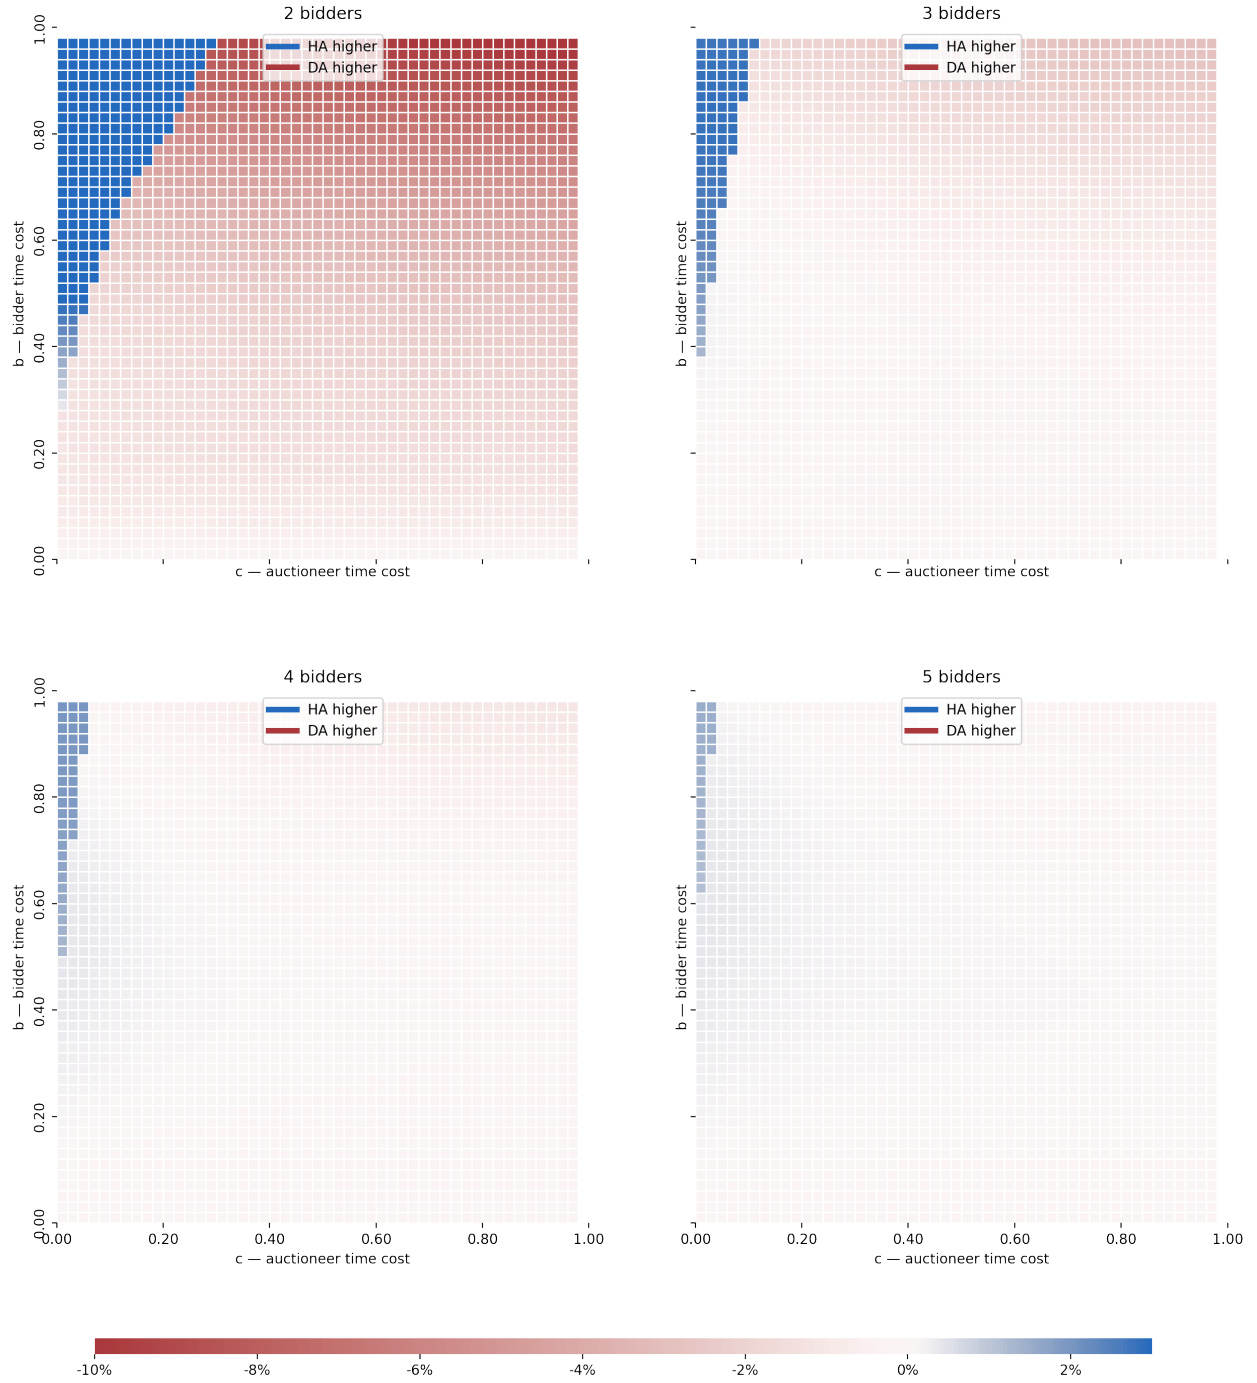 2 bidders
3 bidders
HA higher
DA higher
HA higher
DA higher
1.00
0.80
0.60
0.40
0.20
0.00
b — bidder time cost
b — bidder time cost
c — auctioneer time cost
c — auctioneer time cost
4 bidders
5 bidders
HA higher
DA higher
HA higher
DA higher
1.00
0.80
0.60
0.40
0.20
0.00
b — bidder time cost
b — bidder time cost
0.00 0.20 0.40 0.60 0.80 1.00
0.00 0.20 0.40 0.60 0.80 1.00
c — auctioneer time cost
c — auctioneer time cost
-10% -8% -6% -4% -2% 0% 2%